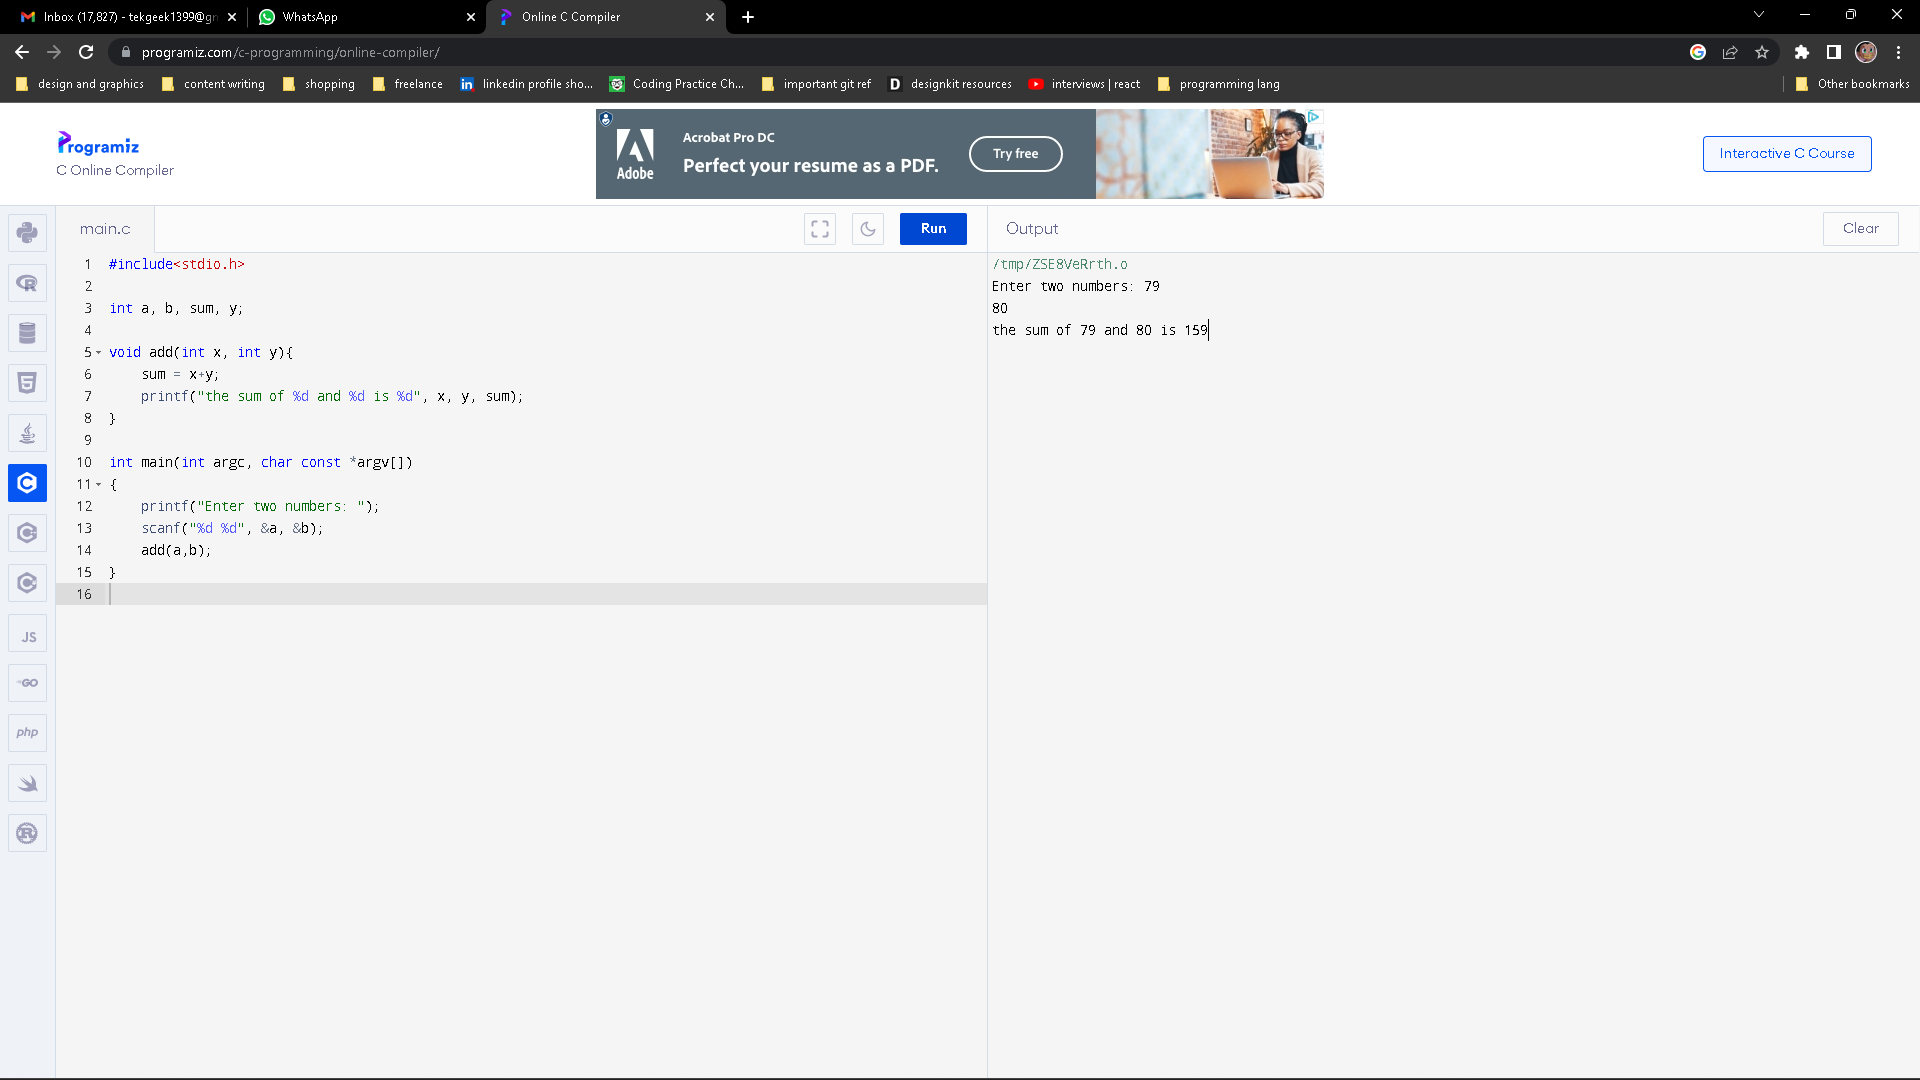 Inbox (17,827) - tekgeek1399@gn
WhatsApp
Online C Compiler
programiz.com/c-programming/online-compiler/
design and graphics
content writing
shopping
freelance
linkedin profile sho...
Coding Practice Ch...
important git ref
designkit resources
interviews | react
programming lang
Other bookmarks
Programiz
C Online Compiler
Adobe
Acrobat Pro DC
Perfect your resume as a PDF.
Try free
Interactive C Course
main.c
Run
Output
Clear
1 #include<stdio.h>
2
3 int a, b, sum, y;
4
5 void add(int x, int y){
6     sum = x+y;
7     printf("the sum of %d and %d is %d", x, y, sum);
8 }
9
10 int main(int argc, char const *argv[])
11 {
12     printf("Enter two numbers: ");
13     scanf("%d %d", &a, &b);
14     add(a,b);
15 }
16
/tmp/ZSE8VeRrth.o
Enter two numbers: 79
80
the sum of 79 and 80 is 159
JS
GO
php